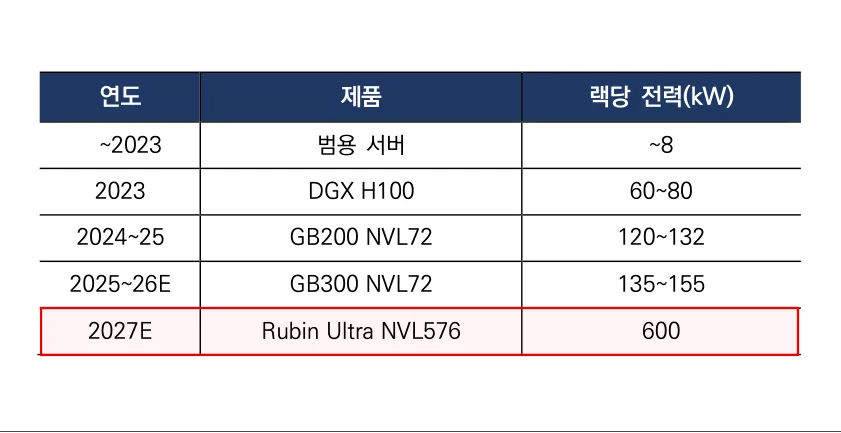 연도 제품 랙당 전력(kW)
~2023 범용 서버 ~8
2023 DGX H100 60~80
2024~25 GB200 NVL72 120~132
2025~26E GB300 NVL72 135~155
2027E Rubin Ultra NVL576 600